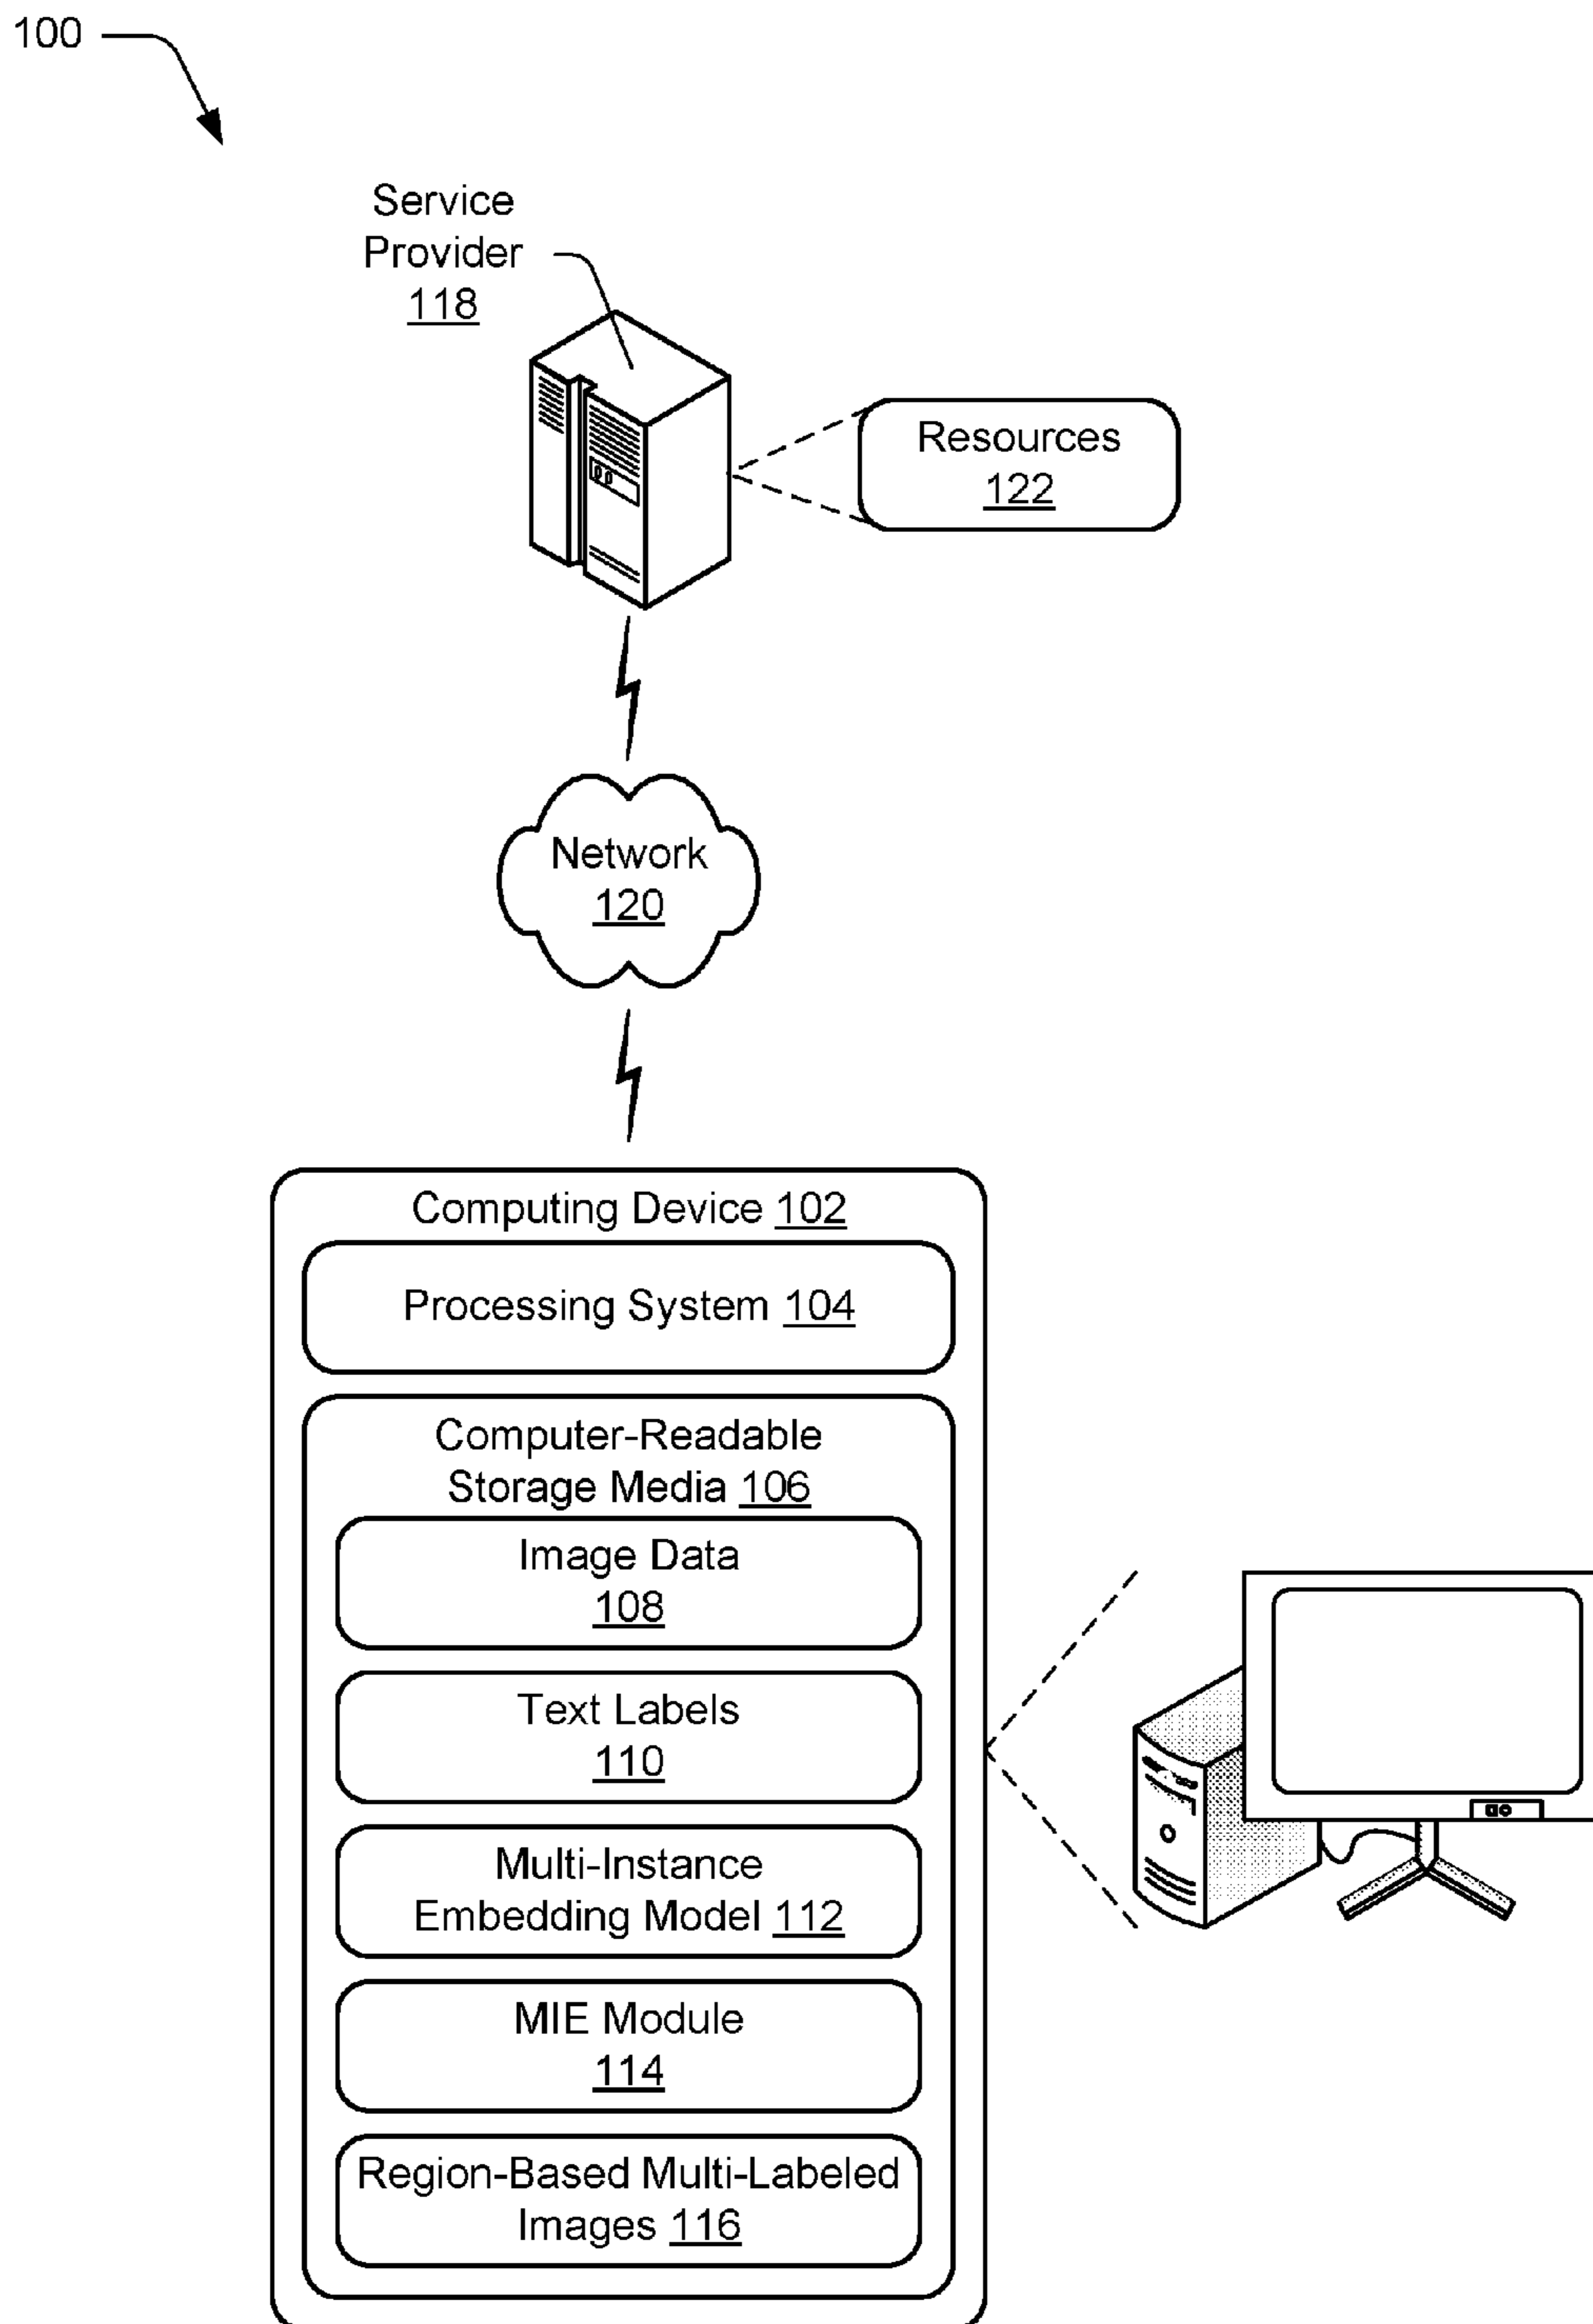 100
Service
Provider
118
Resources
122
Network
120
Computing Device 102
Processing System 104
Computer-Readable
Storage Media 106
Image Data
108
Text Labels
110
Multi-Instance
Embedding Model 112
MIE Module
114
Region-Based Multi-Labeled
Images 116